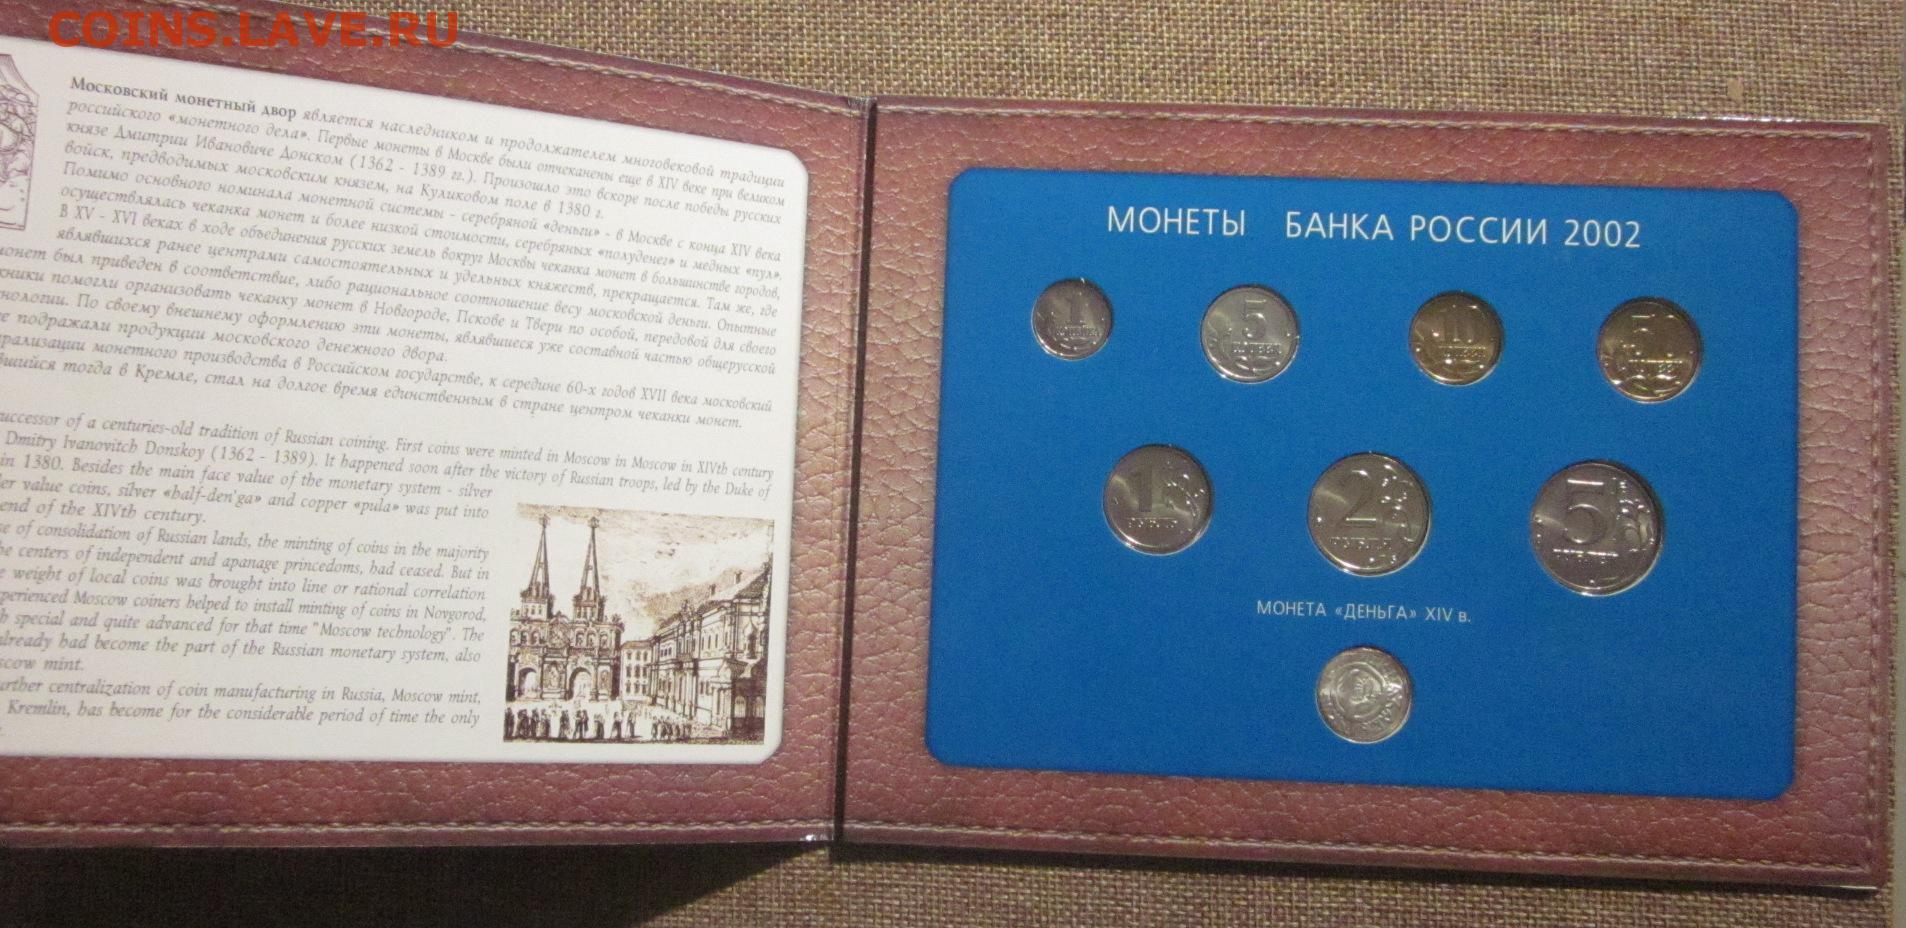 COINS.LAVE.RU
Московский монетный двор является наследником и продолжателем многовековой традиции
российского «монетного дела». Первые монеты в Москве были отчеканены еще в XIV веке при великом
князе Дмитрии Ивановиче Донском (1362 - 1389 гг.). Произошло это вскоре после победы русских
войск, предводимых московским князем, на Куликовом поле в 1380 г.
Помимо основного номинала монетной системы - серебряной «деньги» - в Москве с конца XIV века
осуществлялась чеканка монет и более низкой стоимости, серебряных «полуденег» и медных «пул».
В XV - XVI веках в ходе объединения русских земель вокруг Москвы чеканка монет в большинстве городов,
являвшихся ранее центрами самостоятельных и удельных княжеств, прекращается. Там же, где
монет был приведен в соответствие, либо рациональное соотношение весу московской деньги. Опытные
помогли организовать чеканку монет в Новгороде, Пскове и Твери по особой, передовой для своего
По своему внешнему оформлению эти монеты, являвшиеся уже составной частью общерусской
подражали продукции московского денежного двора.
монетного производства в Российском государстве, к середине 60-х годов XVII века московский
тогда в Кремле, стал на долгое время единственным в стране центром чеканки монет.
successor of a centuries-old tradition of Russian coining. First coins were minted in Moscow in Moscow in XIVth century
Dmitry Ivanovitch Donskoy (1362 - 1389). It happened soon after the victory of Russian troops, led by the Duke of
in 1380. Besides the main face value of the monetary system - silver
value coins, silver «half-den'ga» and copper «pula» was put into
end of the XIVth century.
of consolidation of Russian lands, the minting of coins in the majority
centers of independent and apanage princedoms, had ceased. But in
weight of local coins was brought into line or rational correlation
experienced Moscow coiners helped to install minting of coins in Novgorod,
special and quite advanced for that time "Moscow technology". The
already had become the part of the Russian monetary system, also
mint.
further centralization of coin manufacturing in Russia, Moscow mint,
Kremlin, has become for the considerable period of time the only
МОНЕТЫ БАНКА РОССИИ 2002
1 КОПЕЙКА
5 КОПЕЕК
10 КОПЕЕК
50 КОПЕЕК
1 РУБЛЬ
2 РУБЛЯ
5 РУБЛЕЙ
МОНЕТА «ДЕНЬГА» XIV в.